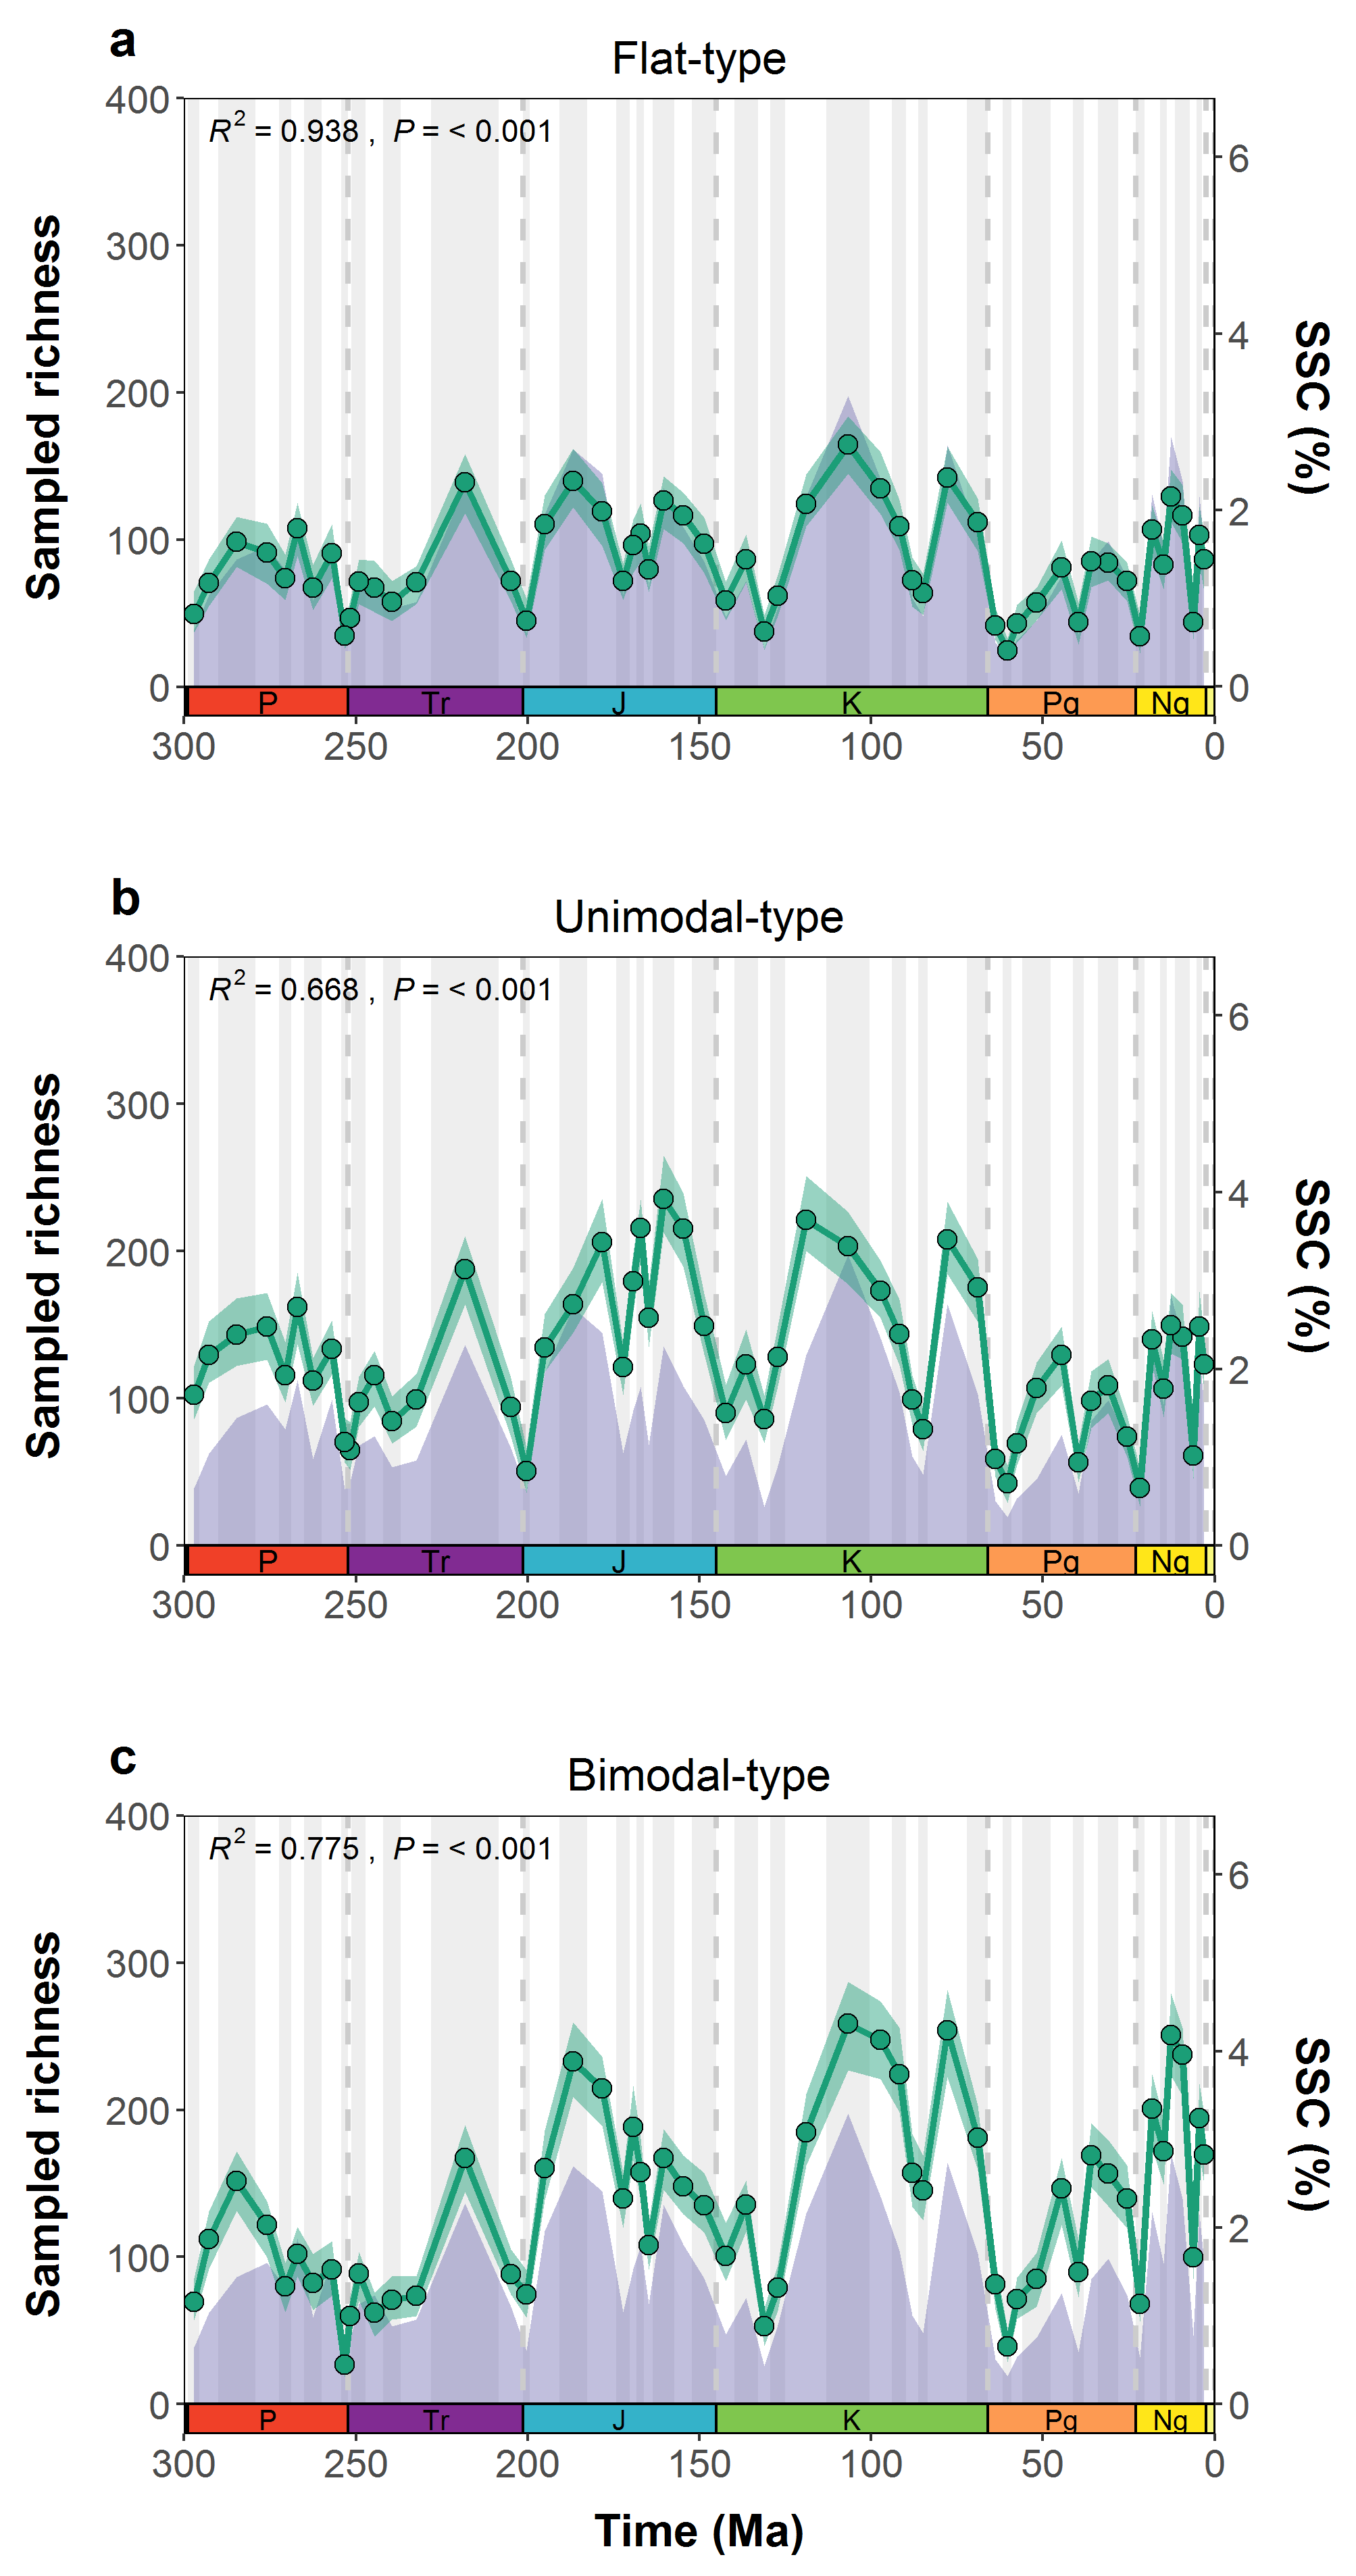 a
Flat-type
R² = 0.938 , P = < 0.001
400
300
200
100
0
Sampled richness
6
4
2
0
SSC (%)
P Tr J K Pg Ng
300 250 200 150 100 50 0
b
Unimodal-type
R² = 0.668 , P = < 0.001
400
300
200
100
0
Sampled richness
6
4
2
0
SSC (%)
P Tr J K Pg Ng
300 250 200 150 100 50 0
c
Bimodal-type
R² = 0.775 , P = < 0.001
400
300
200
100
0
Sampled richness
6
4
2
0
SSC (%)
P Tr J K Pg Ng
300 250 200 150 100 50 0
Time (Ma)